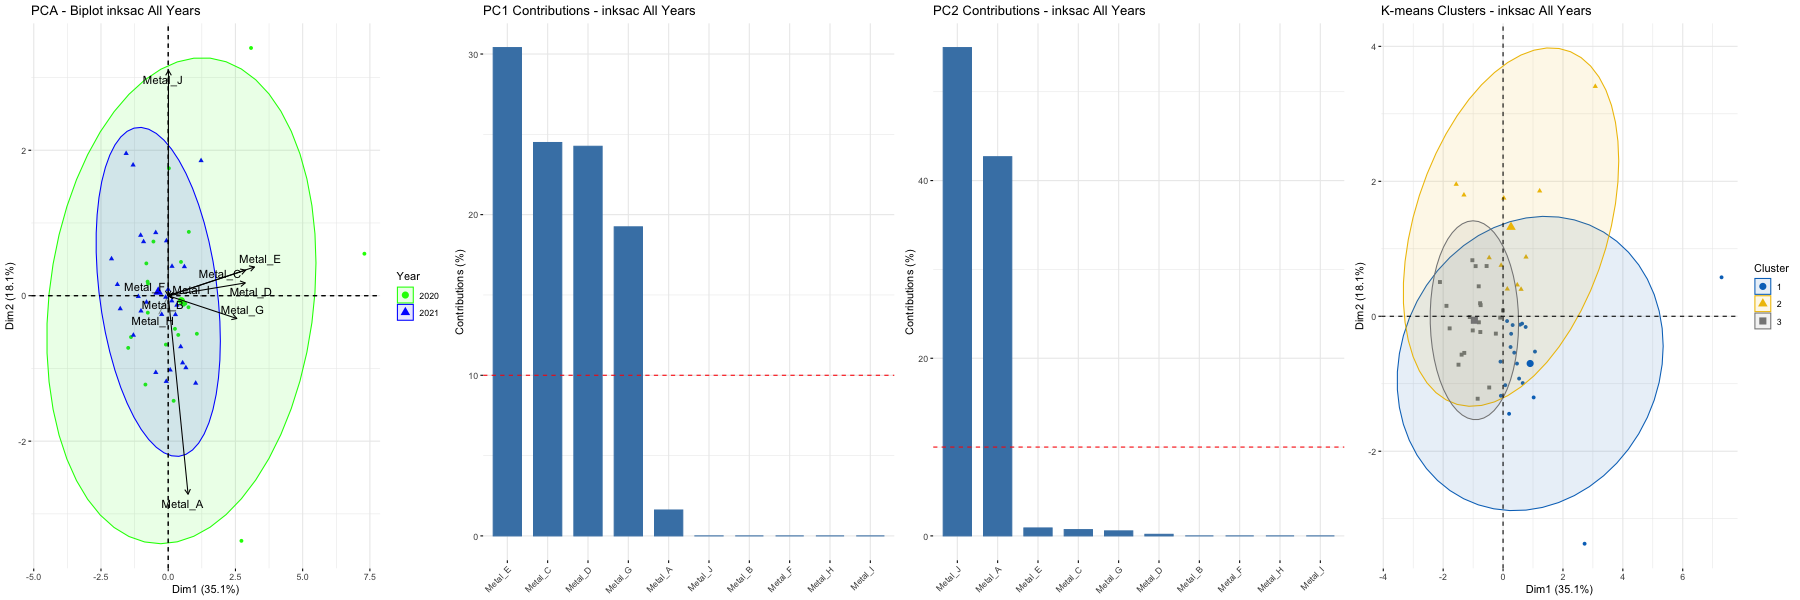 PCA - Biplot inksac All Years
Dim2 (18.1%)
2
0
-2
Metal_J
Metal_E
Metal_C
Metal_F
Metal_I
Metal_D
Metal_B
Metal_G
Metal_H
Metal_A
-5.0
-2.5
0.0
2.5
5.0
7.5
Dim1 (35.1%)
Year
2020
2021
PC1 Contributions - inksac All Years
Contributions (%)
30
20
10
0
Metal_E
Metal_C
Metal_D
Metal_G
Metal_A
Metal_J
Metal_B
Metal_F
Metal_H
Metal_I
PC2 Contributions - inksac All Years
Contributions (%)
40
20
0
Metal_J
Metal_A
Metal_E
Metal_C
Metal_G
Metal_D
Metal_B
Metal_F
Metal_H
Metal_I
K-means Clusters - inksac All Years
Dim2 (18.1%)
4
2
0
-2
-4
-2
0
2
4
6
Dim1 (35.1%)
Cluster
1
2
3